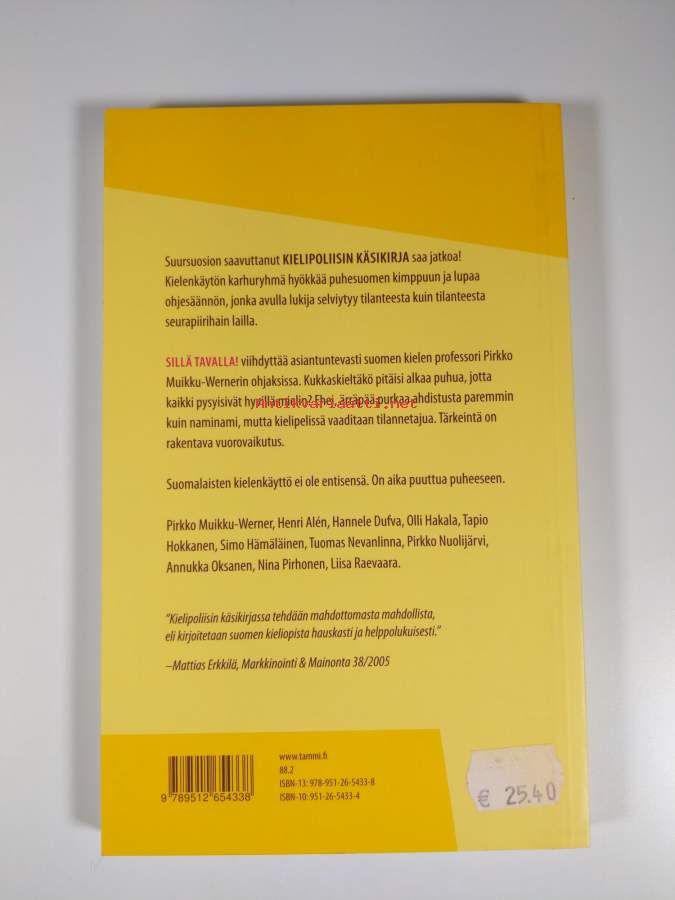 Suursuosion saavuttanut KIELIPOLIISIN KÄSIKIRJA saa jatkoa!
Kielenkäytön karhuryhmä hyökkää puhesuomen kimppuun ja lupaa
ohjesäännön, jonka avulla lukija selviytyy tilanteesta kuin tilanteesta
seurapiirihain lailla.
SILLÄ TAVALLA! viihdyttää asiantuntevasti suomen kielen professori Pirkko
Muikku-Wernerin ohjaksissa. Kukkaskieltäkö pitäisi alkaa puhua, jotta
kaikki pysyisivät hyvillä mielin? Ehei, ärräpää purkaa ahdistusta paremmin
Antikvariaatti.net
kuin naminami, mutta kielipelissä vaaditaan tilannetajua. Tärkeintä on
rakentava vuorovaikutus.
Suomalaisten kielenkäyttö ei ole entisensä. On aika puuttua puheeseen.
Pirkko Muikku-Werner, Henri Alén, Hannele Dufva, Olli Hakala, Tapio
Hokkanen, Simo Hämäläinen, Tuomas Nevanlinna, Pirkko Nuolijärvi,
Annukka Oksanen, Nina Pirhonen, Liisa Raevaara.
"Kielipoliisin käsikirjassa tehdään mahdottomasta mahdollista,
eli kirjoitetaan suomen kieliopista hauskasti ja helppolukuisesti."
–Mattias Erkkilä, Markkinointi & Mainonta 38/2005
www.tammi.fi
88.2
ISBN-13: 978-951-26-5433-8
ISBN-10: 951-26-5433-4
9 789512 654338
€ 25.40